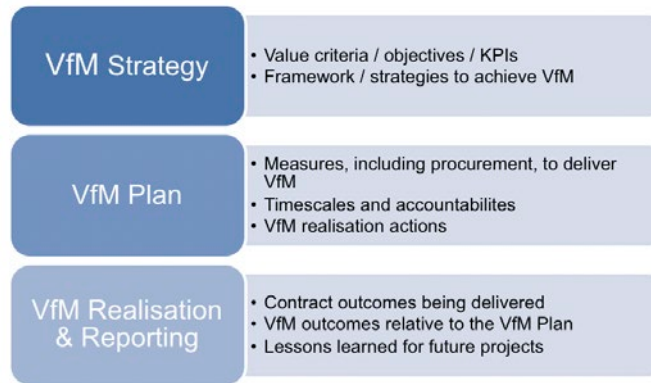 VfM Strategy
• Value criteria / objectives / KPIs
• Framework / strategies to achieve VfM
VfM Plan
• Measures, including procurement, to deliver
VfM
• Timescales and accountabilites
• VfM realisation actions
VfM Realisation
& Reporting
• Contract outcomes being delivered
• VfM outcomes relative to the VfM Plan
• Lessons learned for future projects